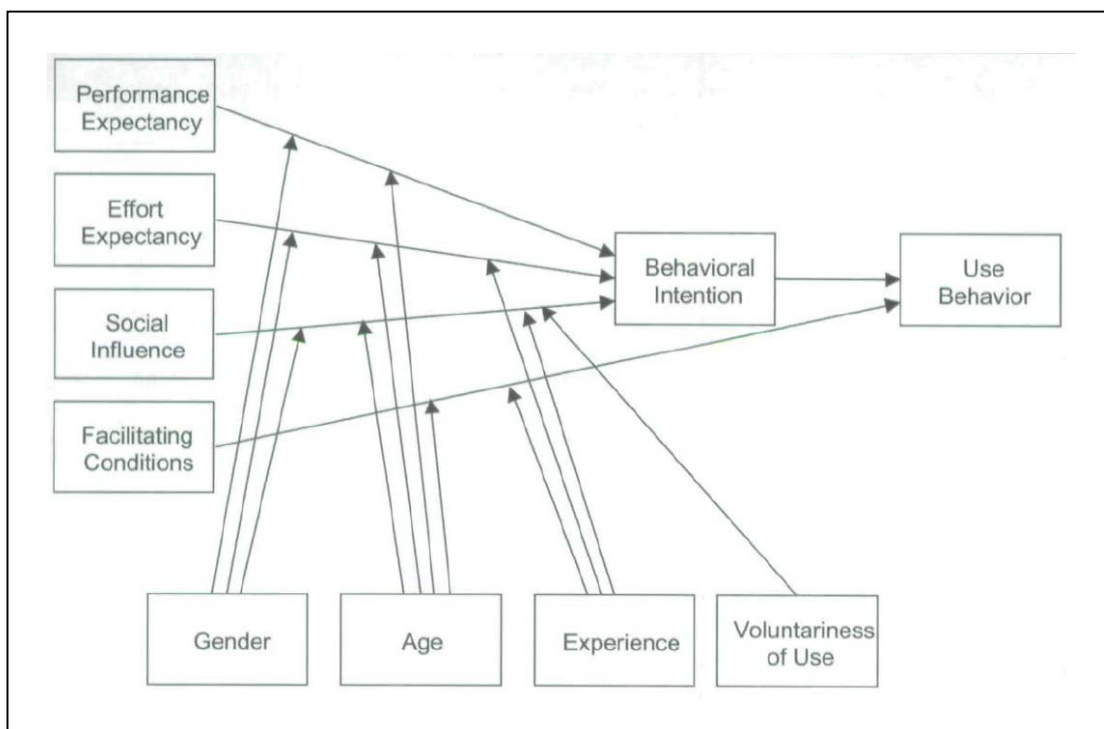 Performance
Expectancy
Effort
Expectancy
Social
Influence
Facilitating
Conditions
Behavioral
Intention
Use
Behavior
Gender
Age
Experience
Voluntariness
of Use